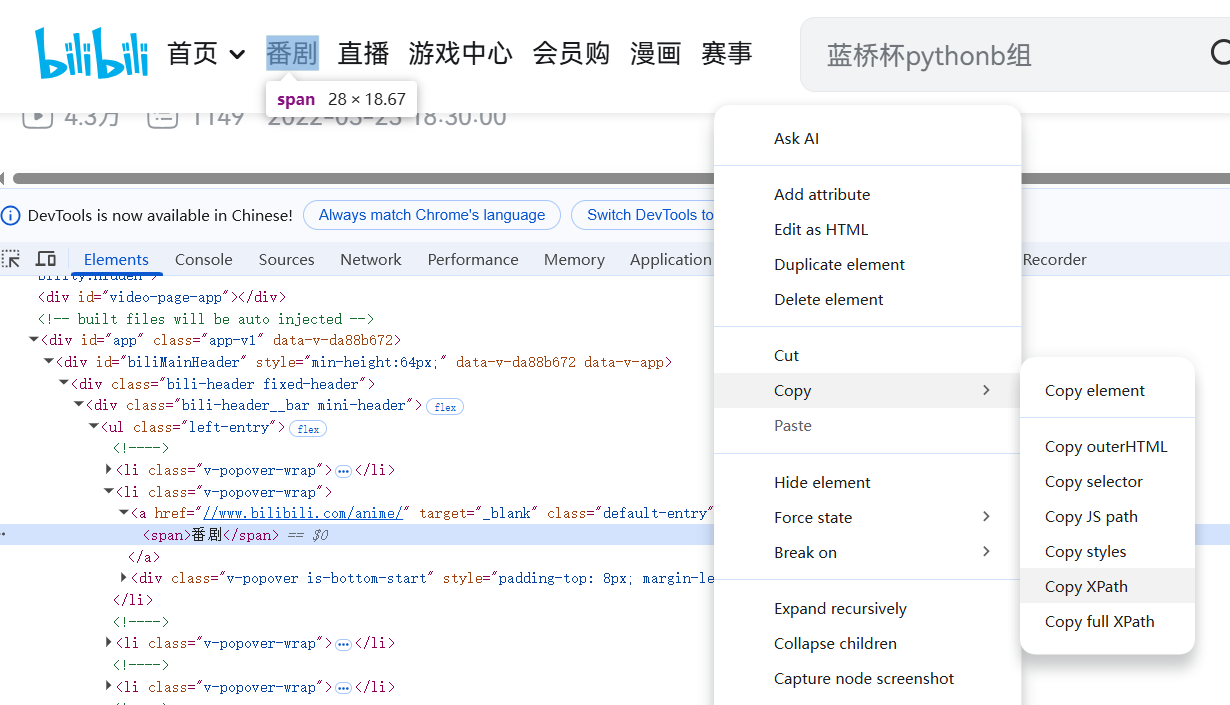 bilibili 首页 番剧 直播 游戏中心 会员购 漫画 赛事 蓝桥杯pythonb组
span 28 × 18.67
4.3万 1149 2022-03-23 18:30:00
Ask AI
DevTools is now available in Chinese! Always match Chrome's language Switch DevTools to
Add attribute
Edit as HTML
Elements Console Sources Network Performance Memory Application Recorder
Duplicate element
Delete element
<div id="video-page-app"></div>
<!-- built files will be auto injected -->
<div id="app" class="app-v1" data-v-da88b672>
<div id="biliMainHeader" style="min-height:64px;" data-v-da88b672 data-v-app>
<div class="bili-header fixed-header">
<div class="bili-header__bar mini-header"> flex
<ul class="left-entry"> flex
<!---->
<li class="v-popover-wrap"> ⋯ </li>
<li class="v-popover-wrap">
<a href="//www.bilibili.com/anime/" target="_blank" class="default-entry"
<span>番剧</span> == $0
</a>
<div class="v-popover is-bottom-start" style="padding-top: 8px; margin-le
</li>
<!---->
<li class="v-popover-wrap"> ⋯ </li>
<!---->
<li class="v-popover-wrap"> ⋯ </li>
Cut
Copy
Paste
Hide element
Force state
Break on
Expand recursively
Collapse children
Capture node screenshot
Copy element
Copy outerHTML
Copy selector
Copy JS path
Copy styles
Copy XPath
Copy full XPath